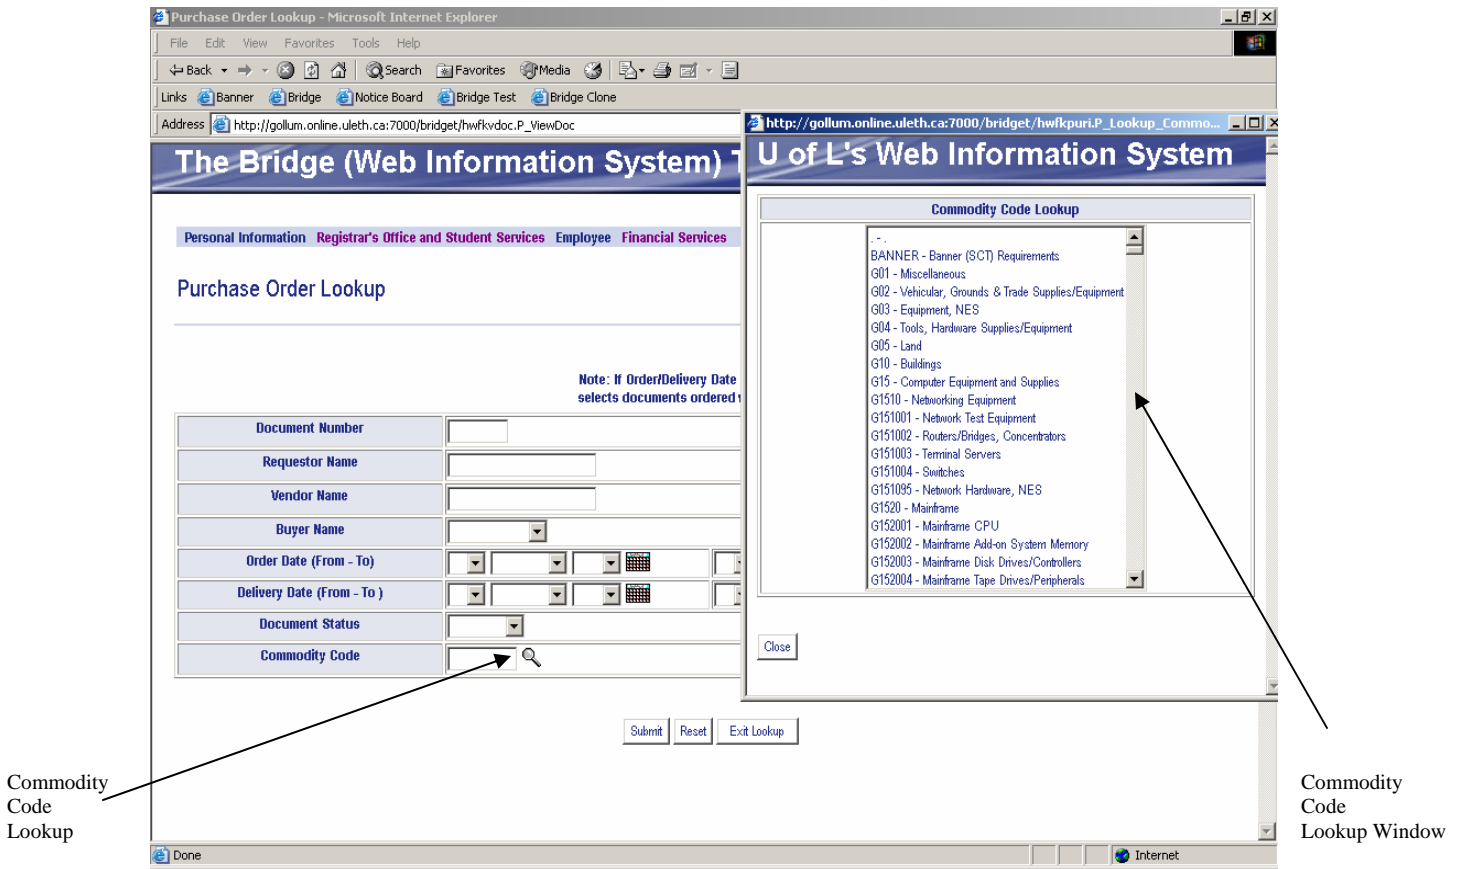 Purchase Order Lookup - Microsoft Internet Explorer
File Edit View Favorites Tools Help
Back Search Favorites Media
Links Banner Bridge Notice Board Bridge Test Bridge Clone
Address http://gollum.online.uleth.ca:7000/bridget/hwfkvdoc.P_ViewDoc
The Bridge (Web Information System) T
Personal Information Registrar's Office and Student Services Employee Financial Services
Purchase Order Lookup
Note: If Order/Delivery Date
selects documents ordered
Document Number
Requestor Name
Vendor Name
Buyer Name
Order Date (From - To)
Delivery Date (From - To )
Document Status
Commodity Code
Submit Reset Exit Lookup
Done
Internet
http://gollum.online.uleth.ca:7000/bridget/hwfkpuri.P_Lookup_Commo...
U of L's Web Information System
Commodity Code Lookup
. - .
BANNER - Banner (SCT) Requirements
G01 - Miscellaneous
G02 - Vehicular, Grounds & Trade Supplies/Equipment
G03 - Equipment, NES
G04 - Tools, Hardware Supplies/Equipment
G05 - Land
G10 - Buildings
G15 - Computer Equipment and Supplies
G1510 - Networking Equipment
G151001 - Network Test Equipment
G151002 - Routers/Bridges, Concentrators
G151003 - Terminal Servers
G151004 - Switches
G151095 - Network Hardware, NES
G1520 - Mainframe
G152001 - Mainframe CPU
G152002 - Mainframe Add-on System Memory
G152003 - Mainframe Disk Drives/Controllers
G152004 - Mainframe Tape Drives/Peripherals
Close
Commodity
Code
Lookup
Commodity
Code
Lookup Window